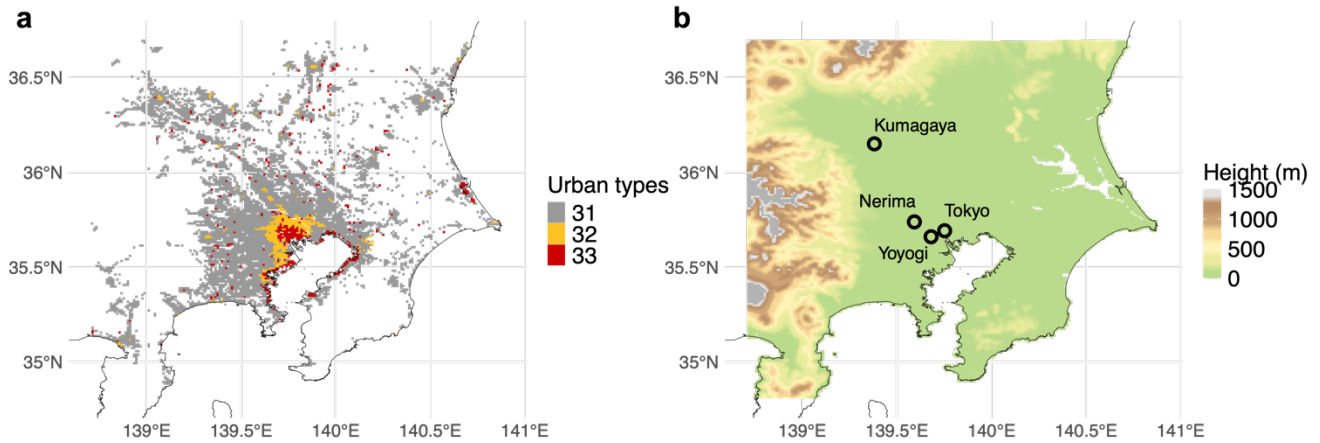 a
36.5°N
36°N
35.5°N
35°N
139°E
139.5°E
140°E
140.5°E
141°E
Urban types
31
32
33
b
36.5°N
36°N
35.5°N
35°N
Kumagaya
Nerima
Tokyo
Yoyogi
139°E
139.5°E
140°E
140.5°E
141°E
Height (m)
1500
1000
500
0